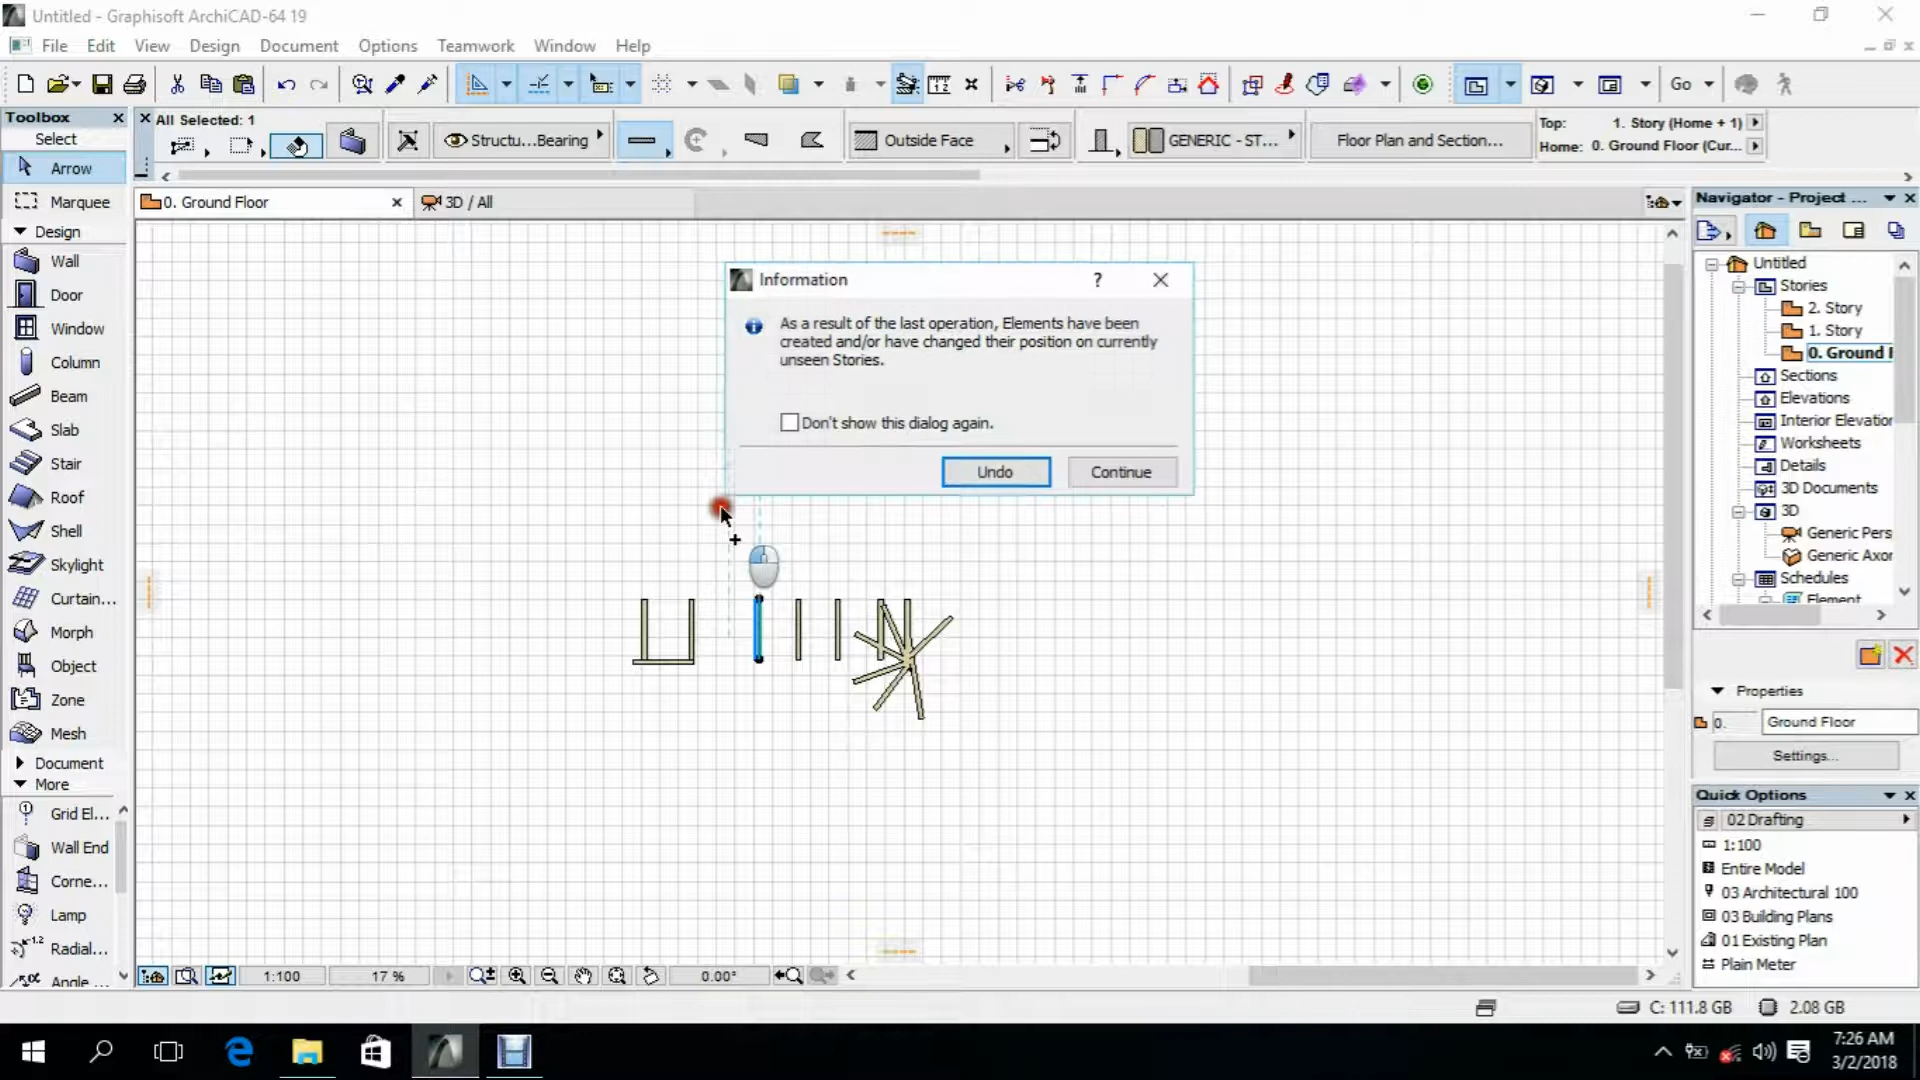 Untitled - Graphisoft ArchiCAD-64 19
File Edit View Design Document Options Teamwork Window Help
Go
Toolbox
Select
Arrow
Marquee
Design
Wall
Door
Window
Column
Beam
Slab
Stair
Roof
Shell
Skylight
Curtain...
Morph
Object
Zone
Mesh
Document
More
Grid El...
Wall End
Corne...
Lamp
Radial...
Angle ...
All Selected: 1
Structu...Bearing
Outside Face
GENERIC - ST...
Floor Plan and Section...
Top: 1. Story (Home + 1)
Home: 0. Ground Floor (Cur...
0. Ground Floor
3D / All
Information
?
As a result of the last operation, Elements have been
created and/or have changed their position on currently
unseen Stories.
Don't show this dialog again.
Undo
Continue
Navigator - Project ...
Untitled
Stories
2. Story
1. Story
0. Ground F
Sections
Elevations
Interior Elevation
Worksheets
Details
3D Documents
3D
Generic Pers
Generic Axon
Schedules
Element
Properties
0.
Ground Floor
Settings...
Quick Options
02 Drafting
1:100
Entire Model
03 Architectural 100
03 Building Plans
01 Existing Plan
Plain Meter
1:100
17 %
0.00°
C: 111.8 GB
2.08 GB
7:26 AM
3/2/2018